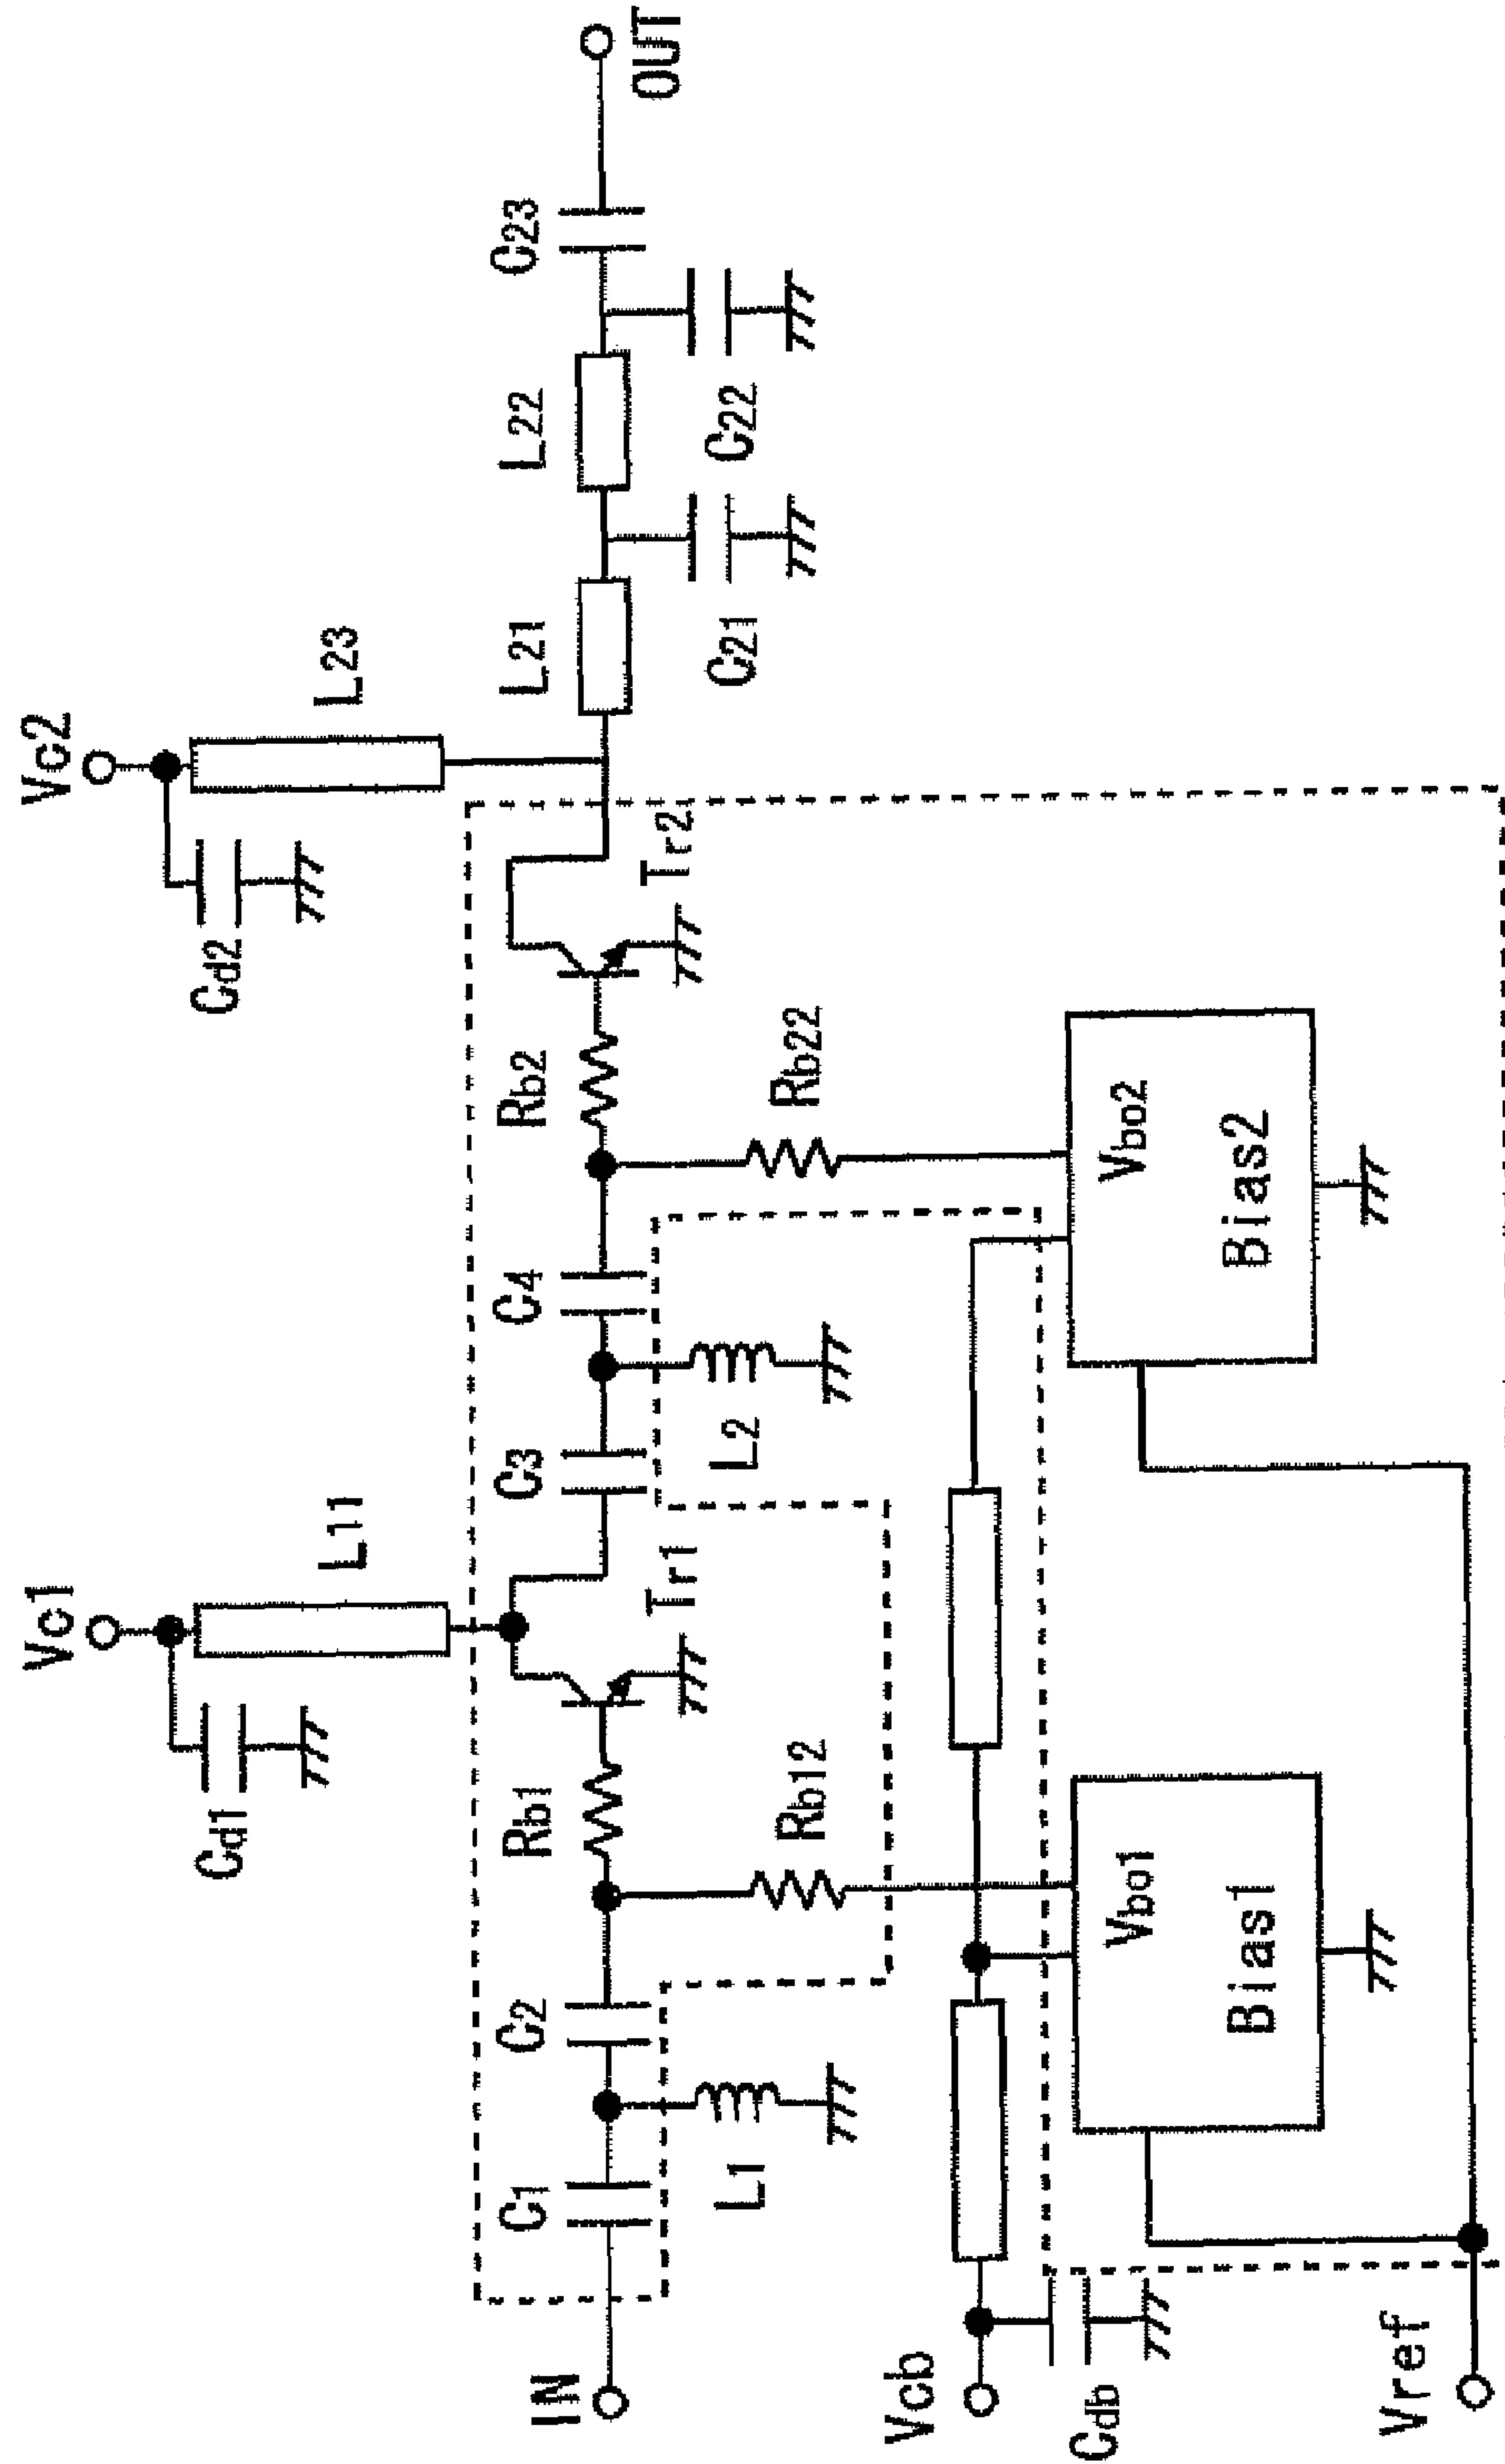 Vc1
Vc2
Cd1
L11
Cd2
L23
IN
C1
C2
Rb1
C3
C4
Rb2
L21
L22
C23
OUT
Tr1
Tr2
L1
Rb12
L2
Rb22
C21
C22
Vcb
Cdb
Vbo1
Bias1
Vbo2
Bias2
Vref